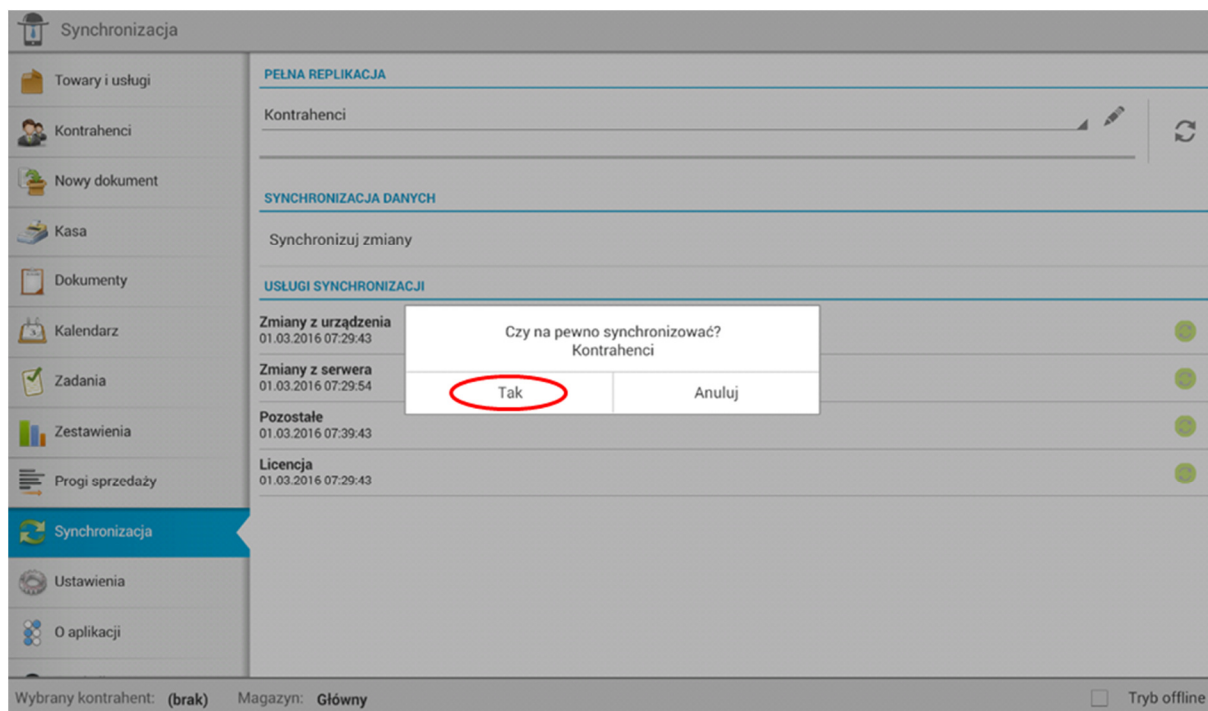 Synchronizacja
Towary i usługi
Kontrahenci
Nowy dokument
Kasa
Dokumenty
Kalendarz
Zadania
Zestawienia
Progi sprzedaży
Synchronizacja
Ustawienia
O aplikacji
PEŁNA REPLIKACJA
Kontrahenci
SYNCHRONIZACJA DANYCH
Synchronizuj zmiany
USŁUGI SYNCHRONIZACJI
Zmiany z urządzenia
01.03.2016 07:29:43
Zmiany z serwera
01.03.2016 07:29:54
Pozostałe
01.03.2016 07:39:43
Licencja
01.03.2016 07:29:43
Czy na pewno synchronizować?
Kontrahenci
Tak Anuluj
Wybrany kontrahent: (brak) Magazyn: Główny Tryb offline